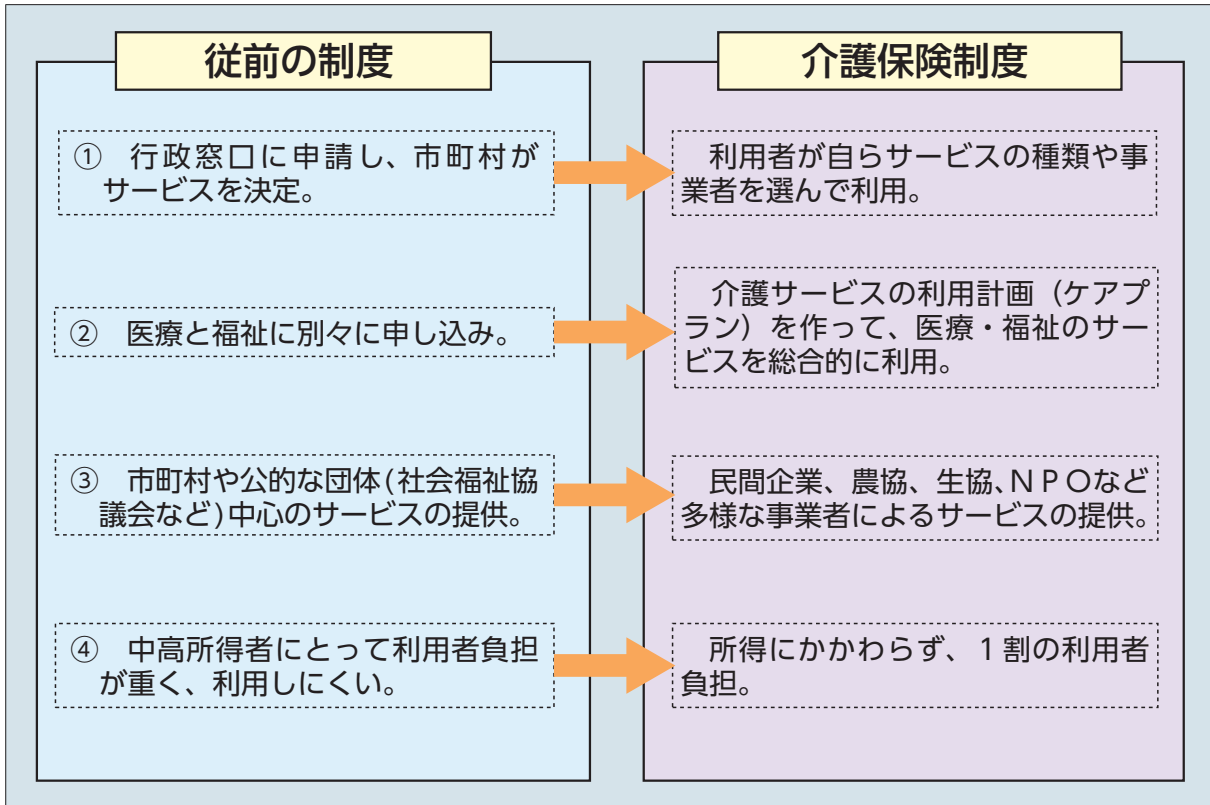 従前の制度
介護保険制度
① 行政窓口に申請し、市町村が
サービスを決定。
利用者が自らサービスの種類や事
業者を選んで利用。
② 医療と福祉に別々に申し込み。
介護サービスの利用計画（ケアプ
ラン）を作って、医療・福祉のサー
ビスを総合的に利用。
③ 市町村や公的な団体(社会福祉協
議会など)中心のサービスの提供。
民間企業、農協、生協、ＮＰＯなど
多様な事業者によるサービスの提供。
④ 中高所得者にとって利用者負担
が重く、利用しにくい。
所得にかかわらず、１割の利用者
負担。